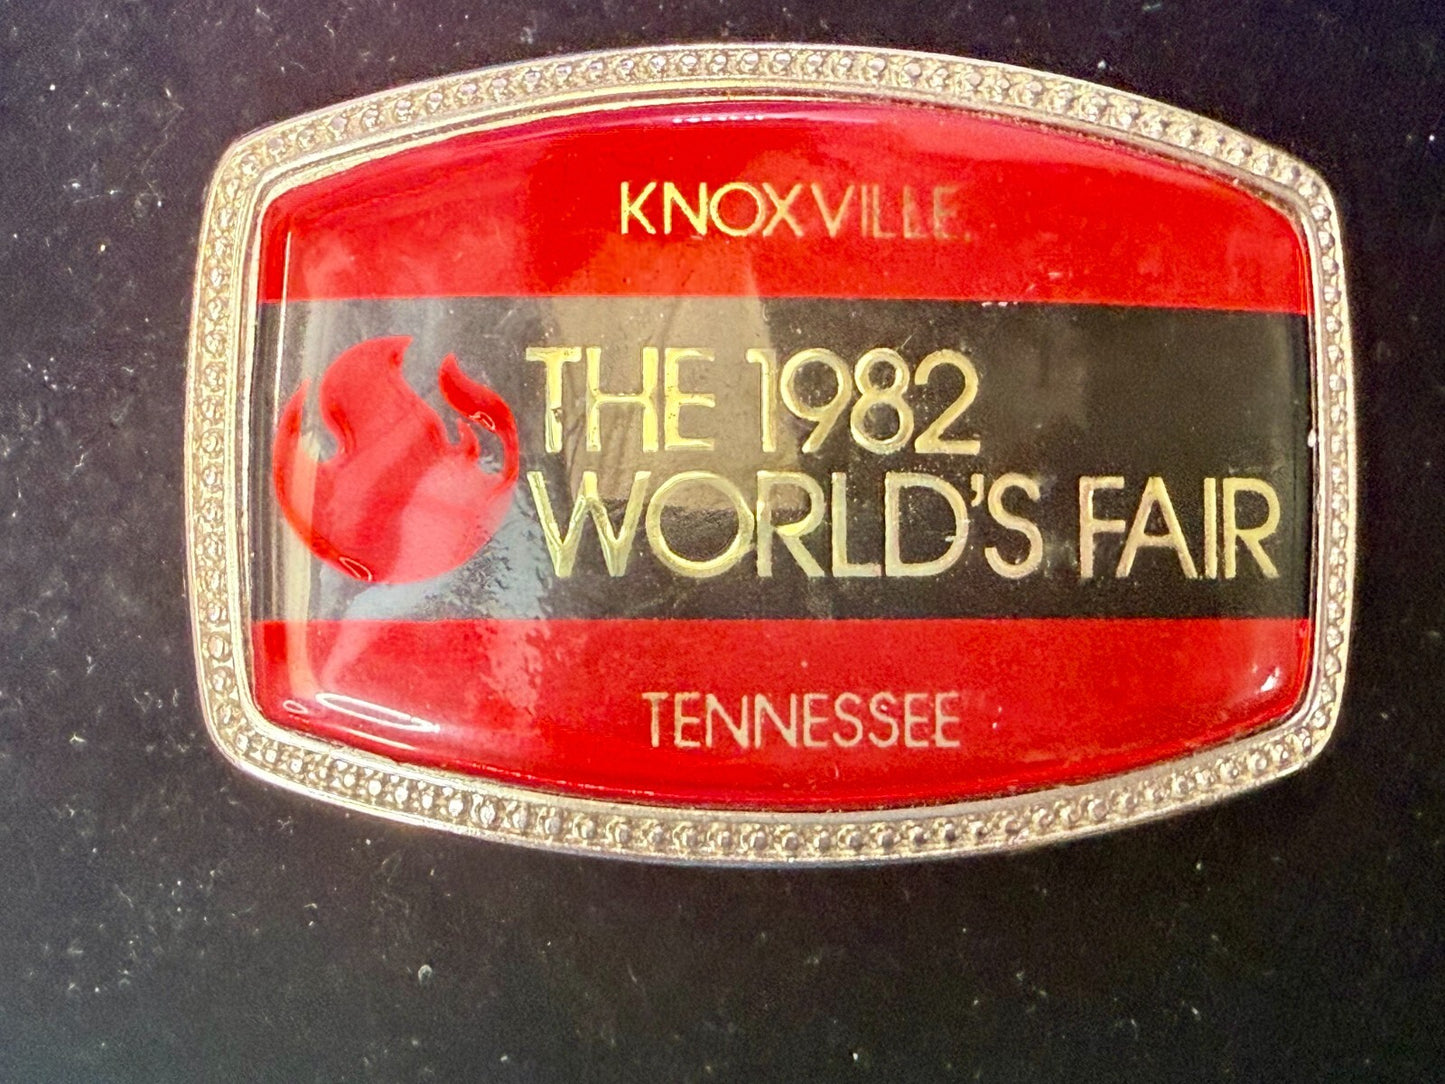 KNOXVILLE,
THE 1982
WORLD'S FAIR
TENNESSEE